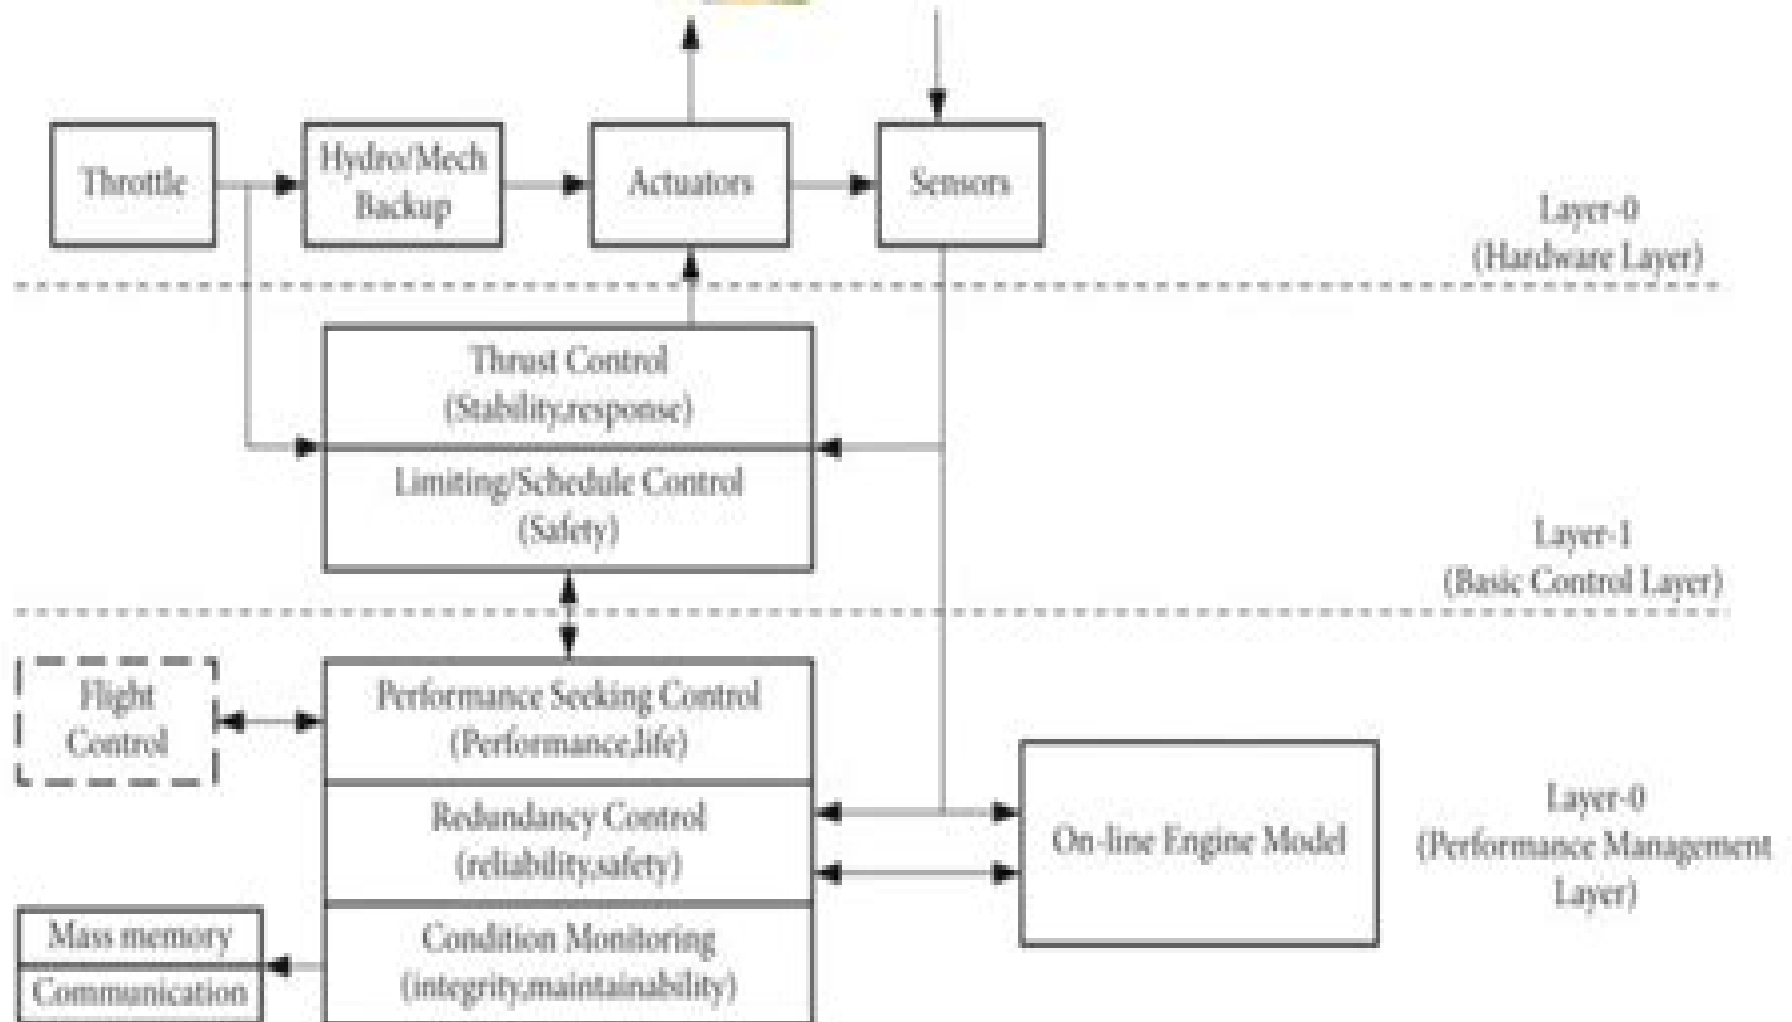 Throttle
Hydro/Mech
Backup
Actuators
Sensors
Layer-0
(Hardware Layer)
Thrust Control
(Stability,response)
Limiting/Schedule Control
(Safety)
Layer-1
(Basic Control Layer)
Flight
Control
Performance Seeking Control
(Performance,life)
Redundancy Control
(reliability,safety)
On-line Engine Model
Layer-0
(Performance Management
Layer)
Mass memory
Communication
Condition Monitoring
(integrity,maintainability)